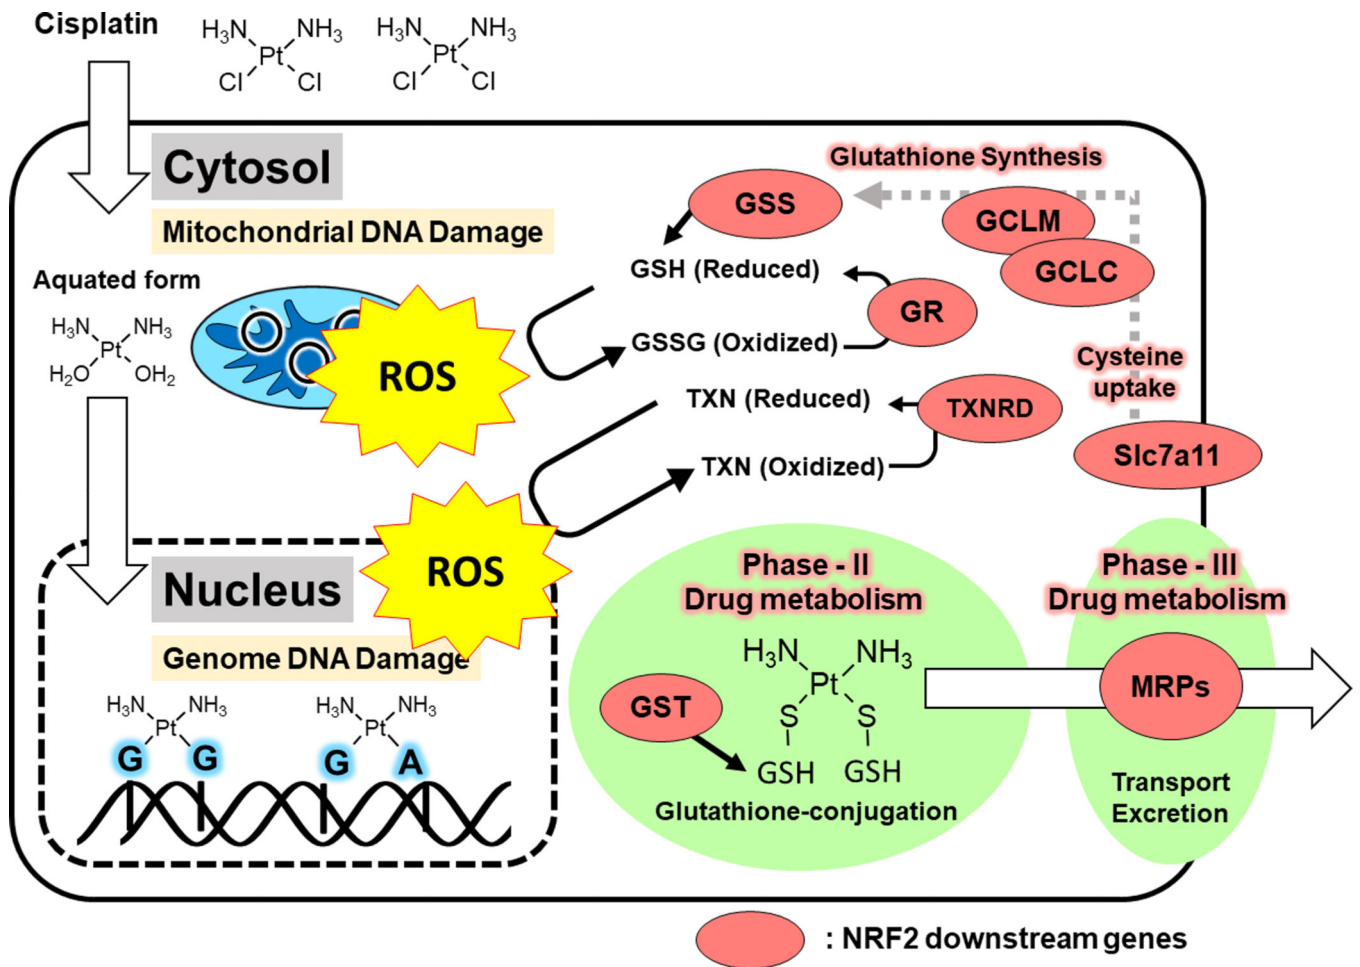 Cisplatin
H3N NH3
Pt
Cl Cl
H3N NH3
Pt
Cl Cl
Cytosol
Mitochondrial DNA Damage
Aquated form
H3N NH3
Pt
H2O OH2
ROS
Glutathione Synthesis
GSS
GCLM
GCLC
GSH (Reduced)
GR
GSSG (Oxidized)
Cysteine
uptake
TXN (Reduced)
TXNRD
TXN (Oxidized)
Slc7a11
ROS
Nucleus
Genome DNA Damage
H3N NH3
Pt
G G
H3N NH3
Pt
G A
Phase - II
Drug metabolism
H3N NH3
Pt
S S
GST
GSH GSH
Glutathione-conjugation
Phase - III
Drug metabolism
MRPs
Transport
Excretion
: NRF2 downstream genes